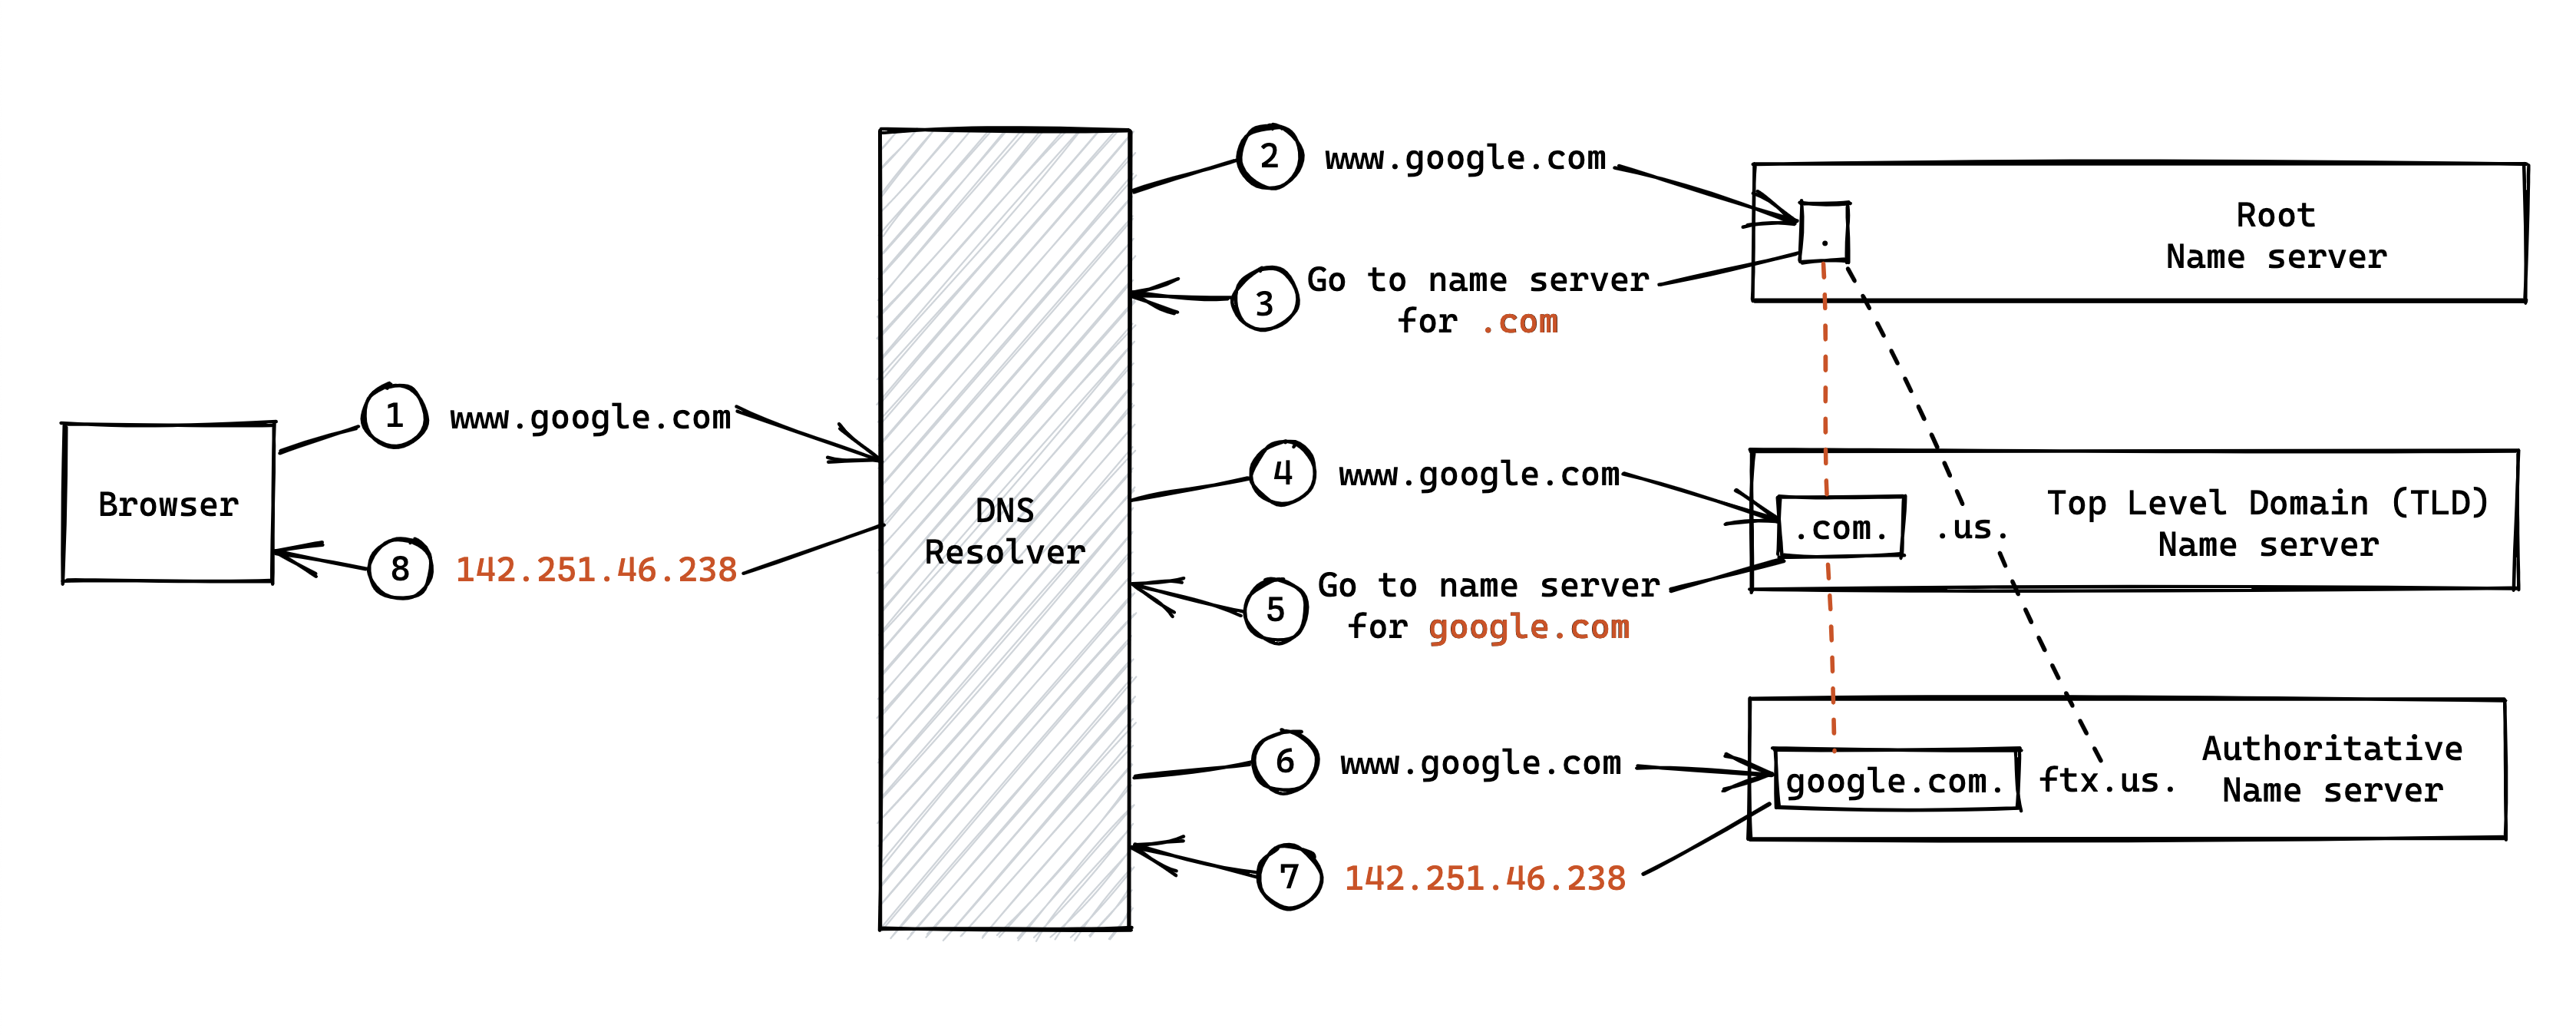 Browser
1
www.google.com
8
142.251.46.238
DNS
Resolver
2
www.google.com
3
Go to name server
for .com
4
www.google.com
5
Go to name server
for google.com
6
www.google.com
7
142.251.46.238
.
Root
Name server
.com.
.us.
Top Level Domain (TLD)
Name server
google.com.
ftx.us.
Authoritative
Name server